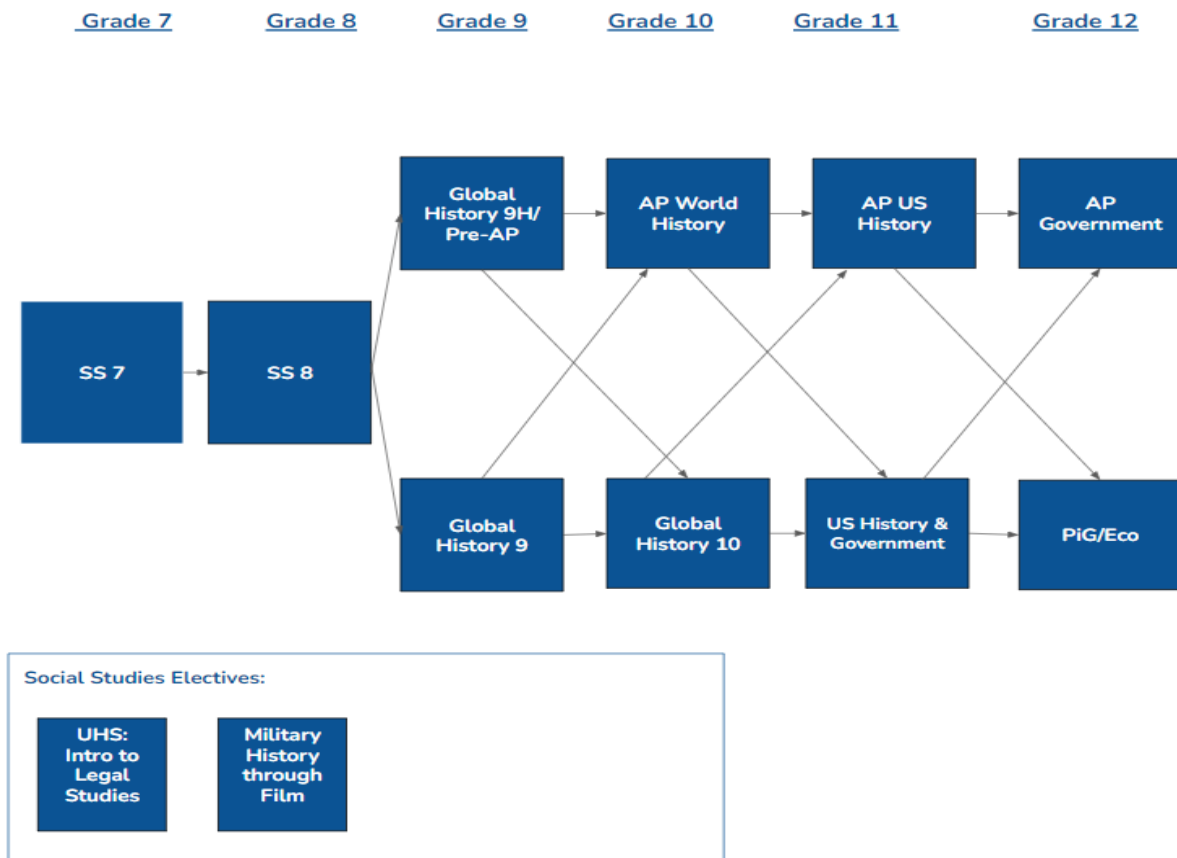 Grade 7
Grade 8
Grade 9
Grade 10
Grade 11
Grade 12
Global
History 9H/
Pre-AP
AP World
History
AP US
History
AP
Government
SS 7
SS 8
Global
History 9
Global
History 10
US History &
Government
PiG/Eco
Social Studies Electives:
UHS:
Intro to
Legal
Studies
Military
History
through
Film